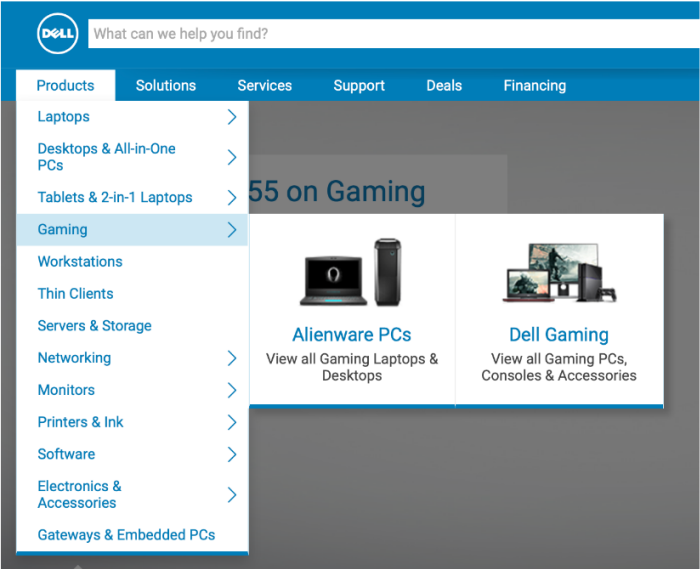 DELL
What can we help you find?
Products Solutions Services Support Deals Financing
Laptops
Desktops & All-in-One
PCs
Tablets & 2-in-1 Laptops
Gaming
Workstations
Thin Clients
Servers & Storage
Networking
Monitors
Printers & Ink
Software
Electronics &
Accessories
Gateways & Embedded PCs
55 on Gaming
Alienware PCs
View all Gaming Laptops &
Desktops
Dell Gaming
View all Gaming PCs,
Consoles & Accessories